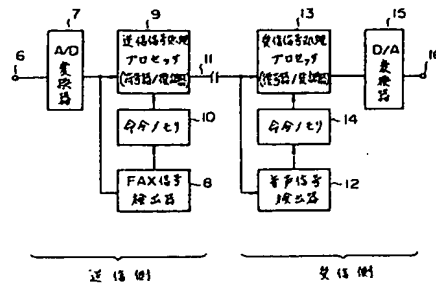 7
9
13
15
A/D
変換器
送信信号処理
プロセッサ
(符号器/復調器)
11
受信信号処理
プロセッサ
(復号器/変調器)
D/A
変換器
6
16
命令メモリ
10
命令メモリ
14
FAX信号
検出器
8
音声信号
検出器
12
送信側
受信側